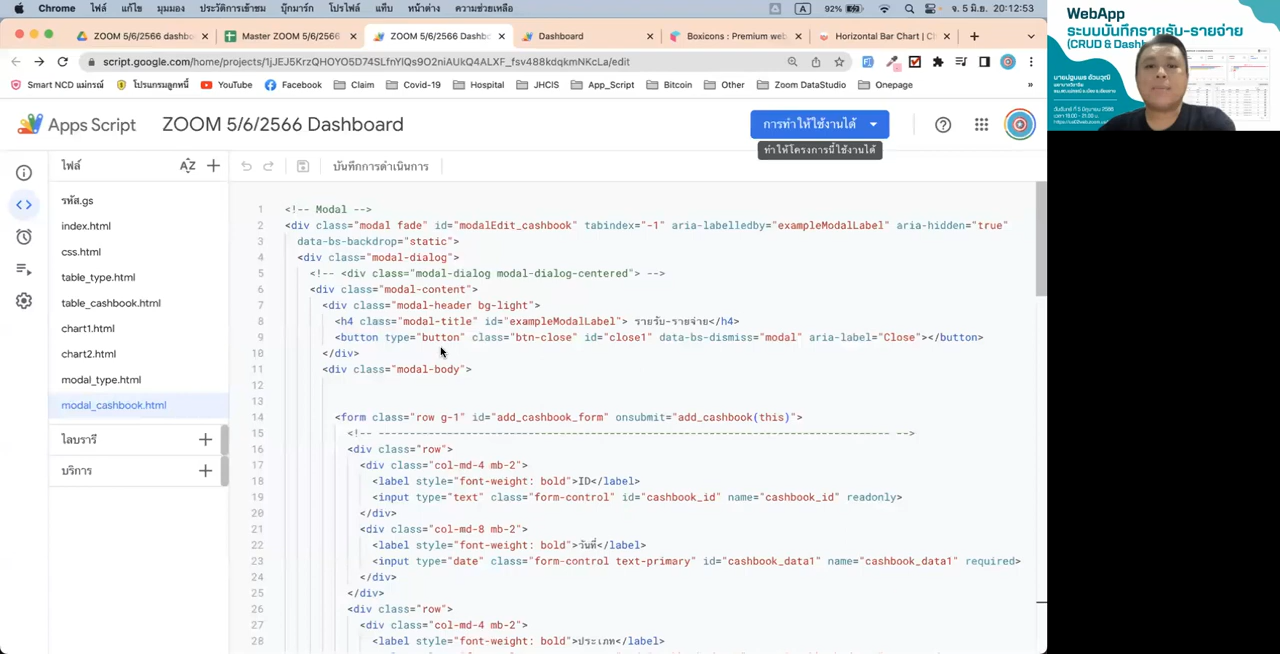 Chrome ไฟล์ แก้ไข มุมมอง ประวัติการเข้าชม บุ๊กมาร์ก โปรไฟล์ แท็บ หน้าต่าง ความช่วยเหลือ
A 92% จ. 5 มิ.ย. 20:12:53
ZOOM 5/6/2566 dashbo
Master ZOOM 5/6/2566
ZOOM 5/6/2566 Dashbo
Dashboard
Boxicons : Premium web
Horizontal Bar Chart | Ch
script.google.com/home/projects/1jJEJ5KrzQHOYO5D74SLfnYlQs9O2niAUkQ4ALXF_fsv488kdqkmNKcLa/edit
Smart NCD แม่กรณ์ โปรแกรมลูกหนี้ YouTube Facebook Claim Covid-19 Hospital JHCIS App_Script Bitcoin Other Zoom DataStudio Onepage
Apps Script ZOOM 5/6/2566 Dashboard การทำให้ใช้งานได้
ทำให้โครงการนี้ใช้งานได้
ไฟล์ AZ บันทึกการดำเนินการ
รหัส.gs
index.html
css.html
table_type.html
table_cashbook.html
chart1.html
chart2.html
modal_type.html
modal_cashbook.html
ไลบรารี
บริการ
1 <!-- Modal -->
2 <div class="modal fade" id="modalEdit_cashbook" tabindex="-1" aria-labelledby="exampleModalLabel" aria-hidden="true"
3 data-bs-backdrop="static">
4 <div class="modal-dialog">
5 <!-- <div class="modal-dialog modal-dialog-centered"> -->
6 <div class="modal-content">
7 <div class="modal-header bg-light">
8 <h4 class="modal-title" id="exampleModalLabel"> รายรับ-รายจ่าย</h4>
9 <button type="button" class="btn-close" id="close1" data-bs-dismiss="modal" aria-label="Close"></button>
10 </div>
11 <div class="modal-body">
12
13
14 <form class="row g-1" id="add_cashbook_form" onsubmit="add_cashbook(this)">
15 <!-- ---------------------------------------------------------------- -->
16 <div class="row">
17 <div class="col-md-4 mb-2">
18 <label style="font-weight: bold">ID</label>
19 <input type="text" class="form-control" id="cashbook_id" name="cashbook_id" readonly>
20 </div>
21 <div class="col-md-8 mb-2">
22 <label style="font-weight: bold">วันที่</label>
23 <input type="date" class="form-control text-primary" id="cashbook_data1" name="cashbook_data1" required>
24 </div>
25 </div>
26 <div class="row">
27 <div class="col-md-4 mb-2">
28 <label style="font-weight: bold">ประเภท</label>
WebApp
ระบบบันทึกรายรับ-รายจ่าย
(CRUD & Dash